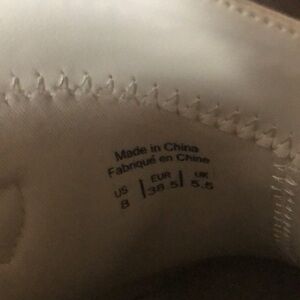 Made in China
Fabriqué en Chine
US | EUR | UK
8 | 38.5 | 5.5